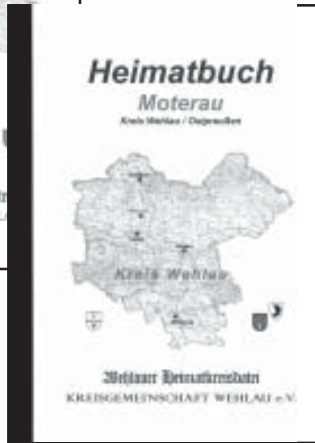 Heimatbuch
Moterau
Kreis Wehlau / Ostpreußen
Kreis Wehlau
Wehlauer Heimatkreisdatei
KREISGEMEINSCHAFT WEHLAU e.V.